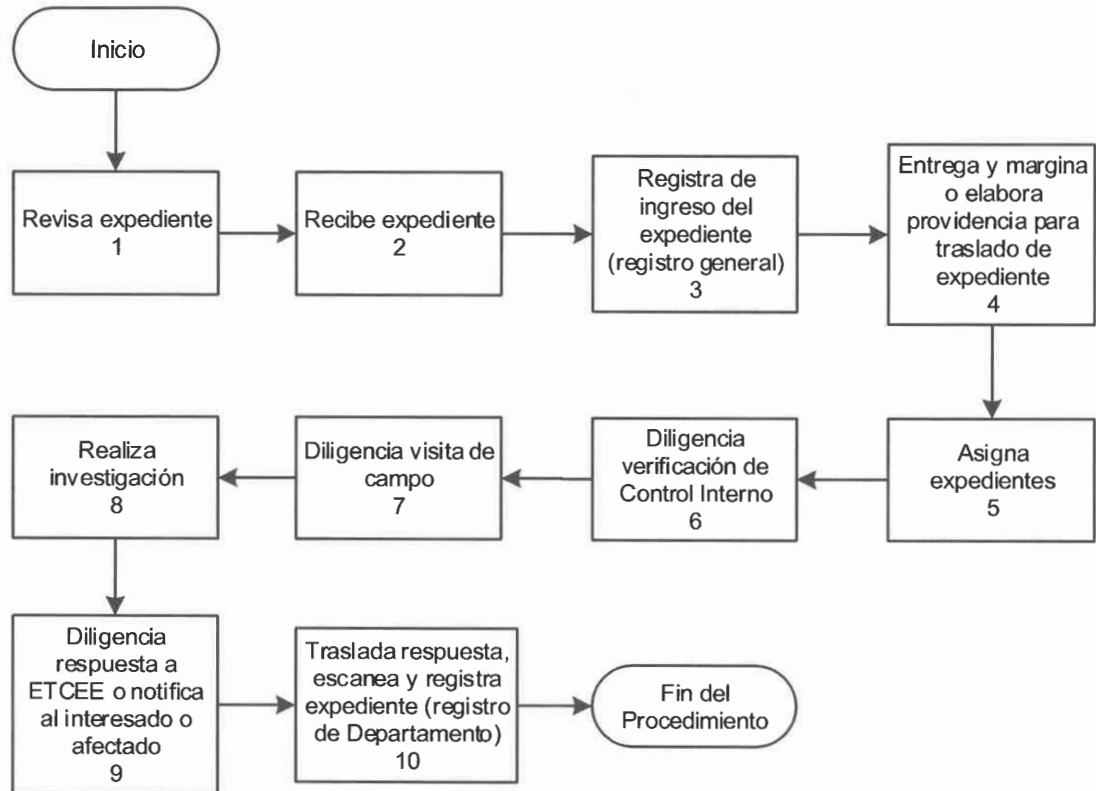 Inicio
Revisa expediente
1
Recibe expediente
2
Registra de
ingreso del
expediente
(registro general)
3
Entrega y margina
o elabora
providencia para
traslado de
expediente
4
Asigna
expedientes
5
Diligencia
verificación de
Control Interno
6
Diligencia visita de
campo
7
Realiza
investigación
8
Diligencia
respuesta a
ETCEE o notifica
al interesado o
afectado
9
Traslada respuesta,
escanea y registra
expediente (registro
de Departamento)
10
Fin del
Procedimiento